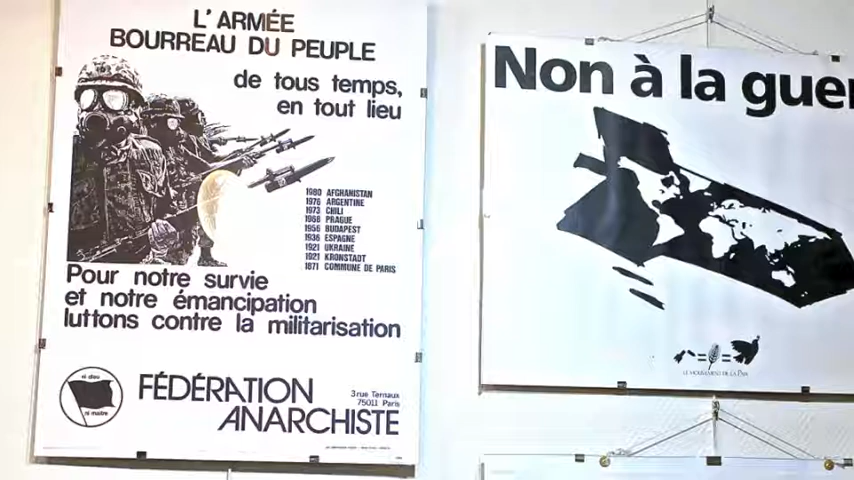 L'ARMÉE
BOURREAU DU PEUPLE
de tous temps,
en tout lieu
1980 AFGHANISTAN
1976 ARGENTINE
1973 CHILI
1968 PRAGUE
1956 BUDAPEST
1936 ESPAGNE
1921 UKRAINE
1921 KRONSTADT
1871 COMMUNE DE PARIS
Pour notre survie
et notre émancipation
luttons contre la militarisation
ni dieu
ni maître
FÉDÉRATION
ANARCHISTE
3 rue Ternaux
75011 Paris
Non à la guer
LE MOUVEMENT DE LA PAIX